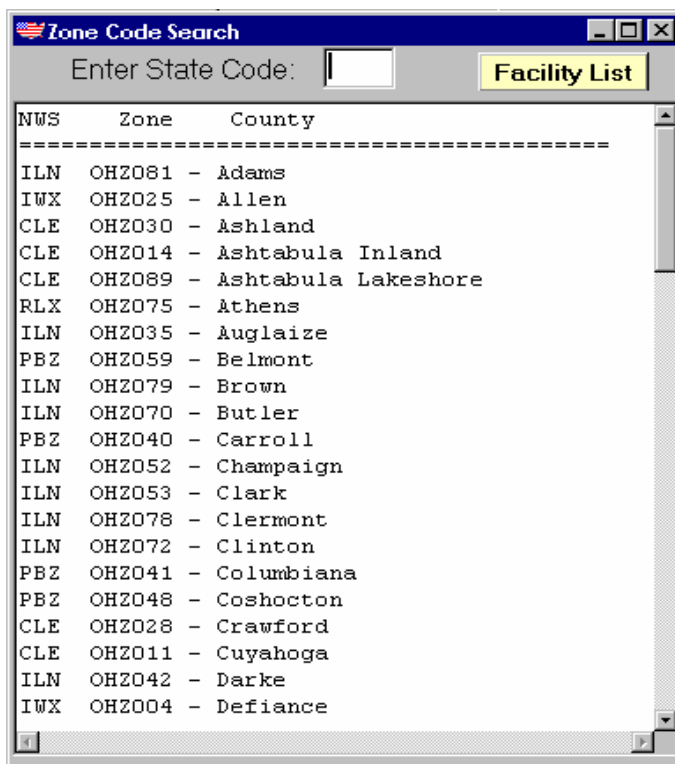 Zone Code Search
Enter State Code:
Facility List
NWS Zone County
==========================================
ILN OHZ081 - Adams
IWX OHZ025 - Allen
CLE OHZ030 - Ashland
CLE OHZ014 - Ashtabula Inland
CLE OHZ089 - Ashtabula Lakeshore
RLX OHZ075 - Athens
ILN OHZ035 - Auglaize
PBZ OHZ059 - Belmont
ILN OHZ079 - Brown
ILN OHZ070 - Butler
PBZ OHZ040 - Carroll
ILN OHZ052 - Champaign
ILN OHZ053 - Clark
ILN OHZ078 - Clermont
ILN OHZ072 - Clinton
PBZ OHZ041 - Columbiana
PBZ OHZ048 - Coshocton
CLE OHZ028 - Crawford
CLE OHZ011 - Cuyahoga
ILN OHZ042 - Darke
IWX OHZ004 - Defiance